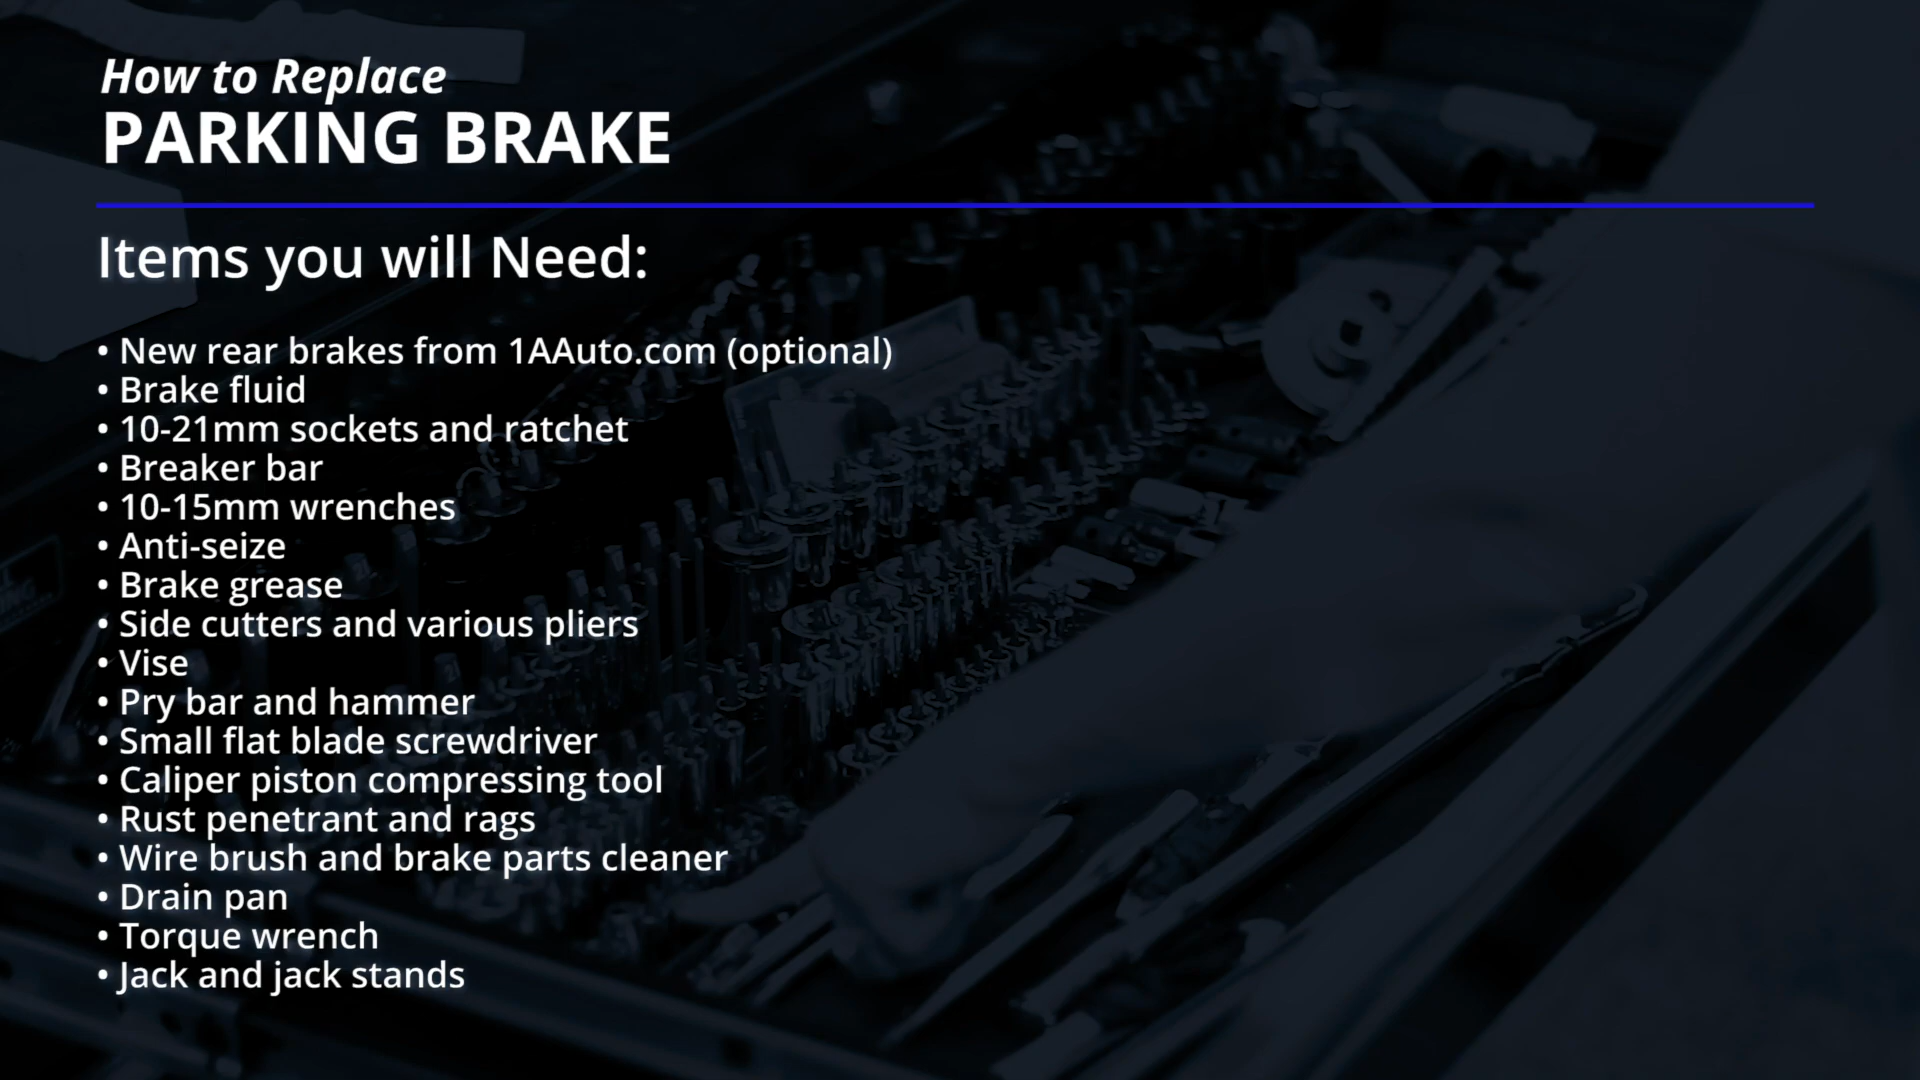 How to Replace
PARKING BRAKE
Items you will Need:
• New rear brakes from 1AAuto.com (optional)
• Brake fluid
• 10-21mm sockets and ratchet
• Breaker bar
• 10-15mm wrenches
• Anti-seize
• Brake grease
• Side cutters and various pliers
• Vise
• Pry bar and hammer
• Small flat blade screwdriver
• Caliper piston compressing tool
• Rust penetrant and rags
• Wire brush and brake parts cleaner
• Drain pan
• Torque wrench
• Jack and jack stands